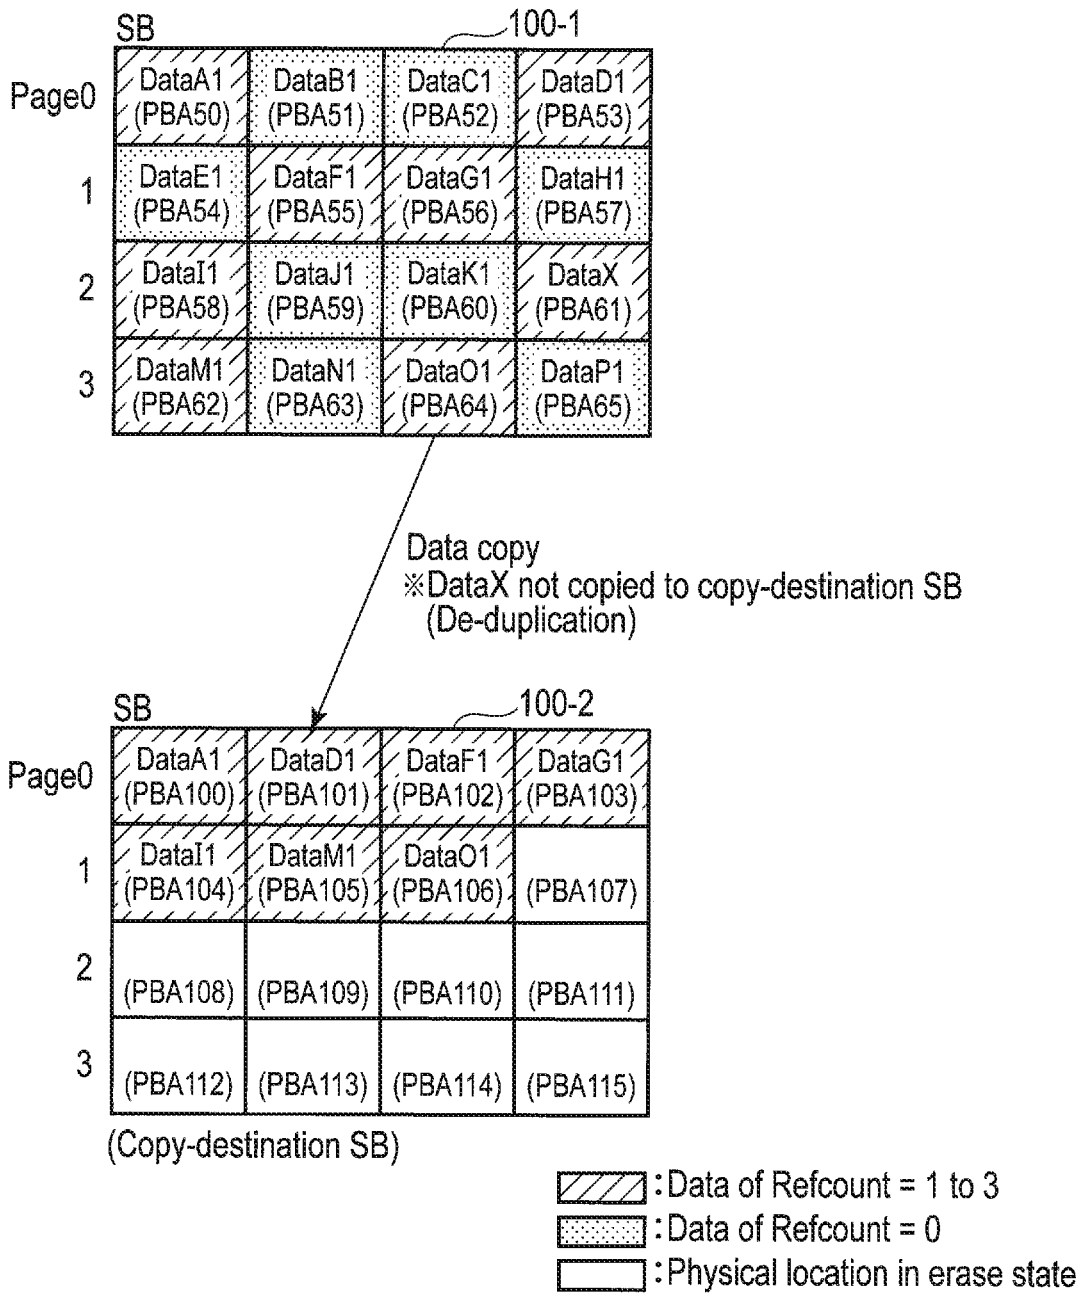 SB 100-1
Page0 DataA1 DataB1 DataC1 DataD1
(PBA50) (PBA51) (PBA52) (PBA53)
1 DataE1 DataF1 DataG1 DataH1
(PBA54) (PBA55) (PBA56) (PBA57)
2 DataI1 DataJ1 DataK1 DataX
(PBA58) (PBA59) (PBA60) (PBA61)
3 DataM1 DataN1 DataO1 DataP1
(PBA62) (PBA63) (PBA64) (PBA65)
Data copy
※DataX not copied to copy-destination SB
(De-duplication)
SB 100-2
Page0 DataA1 DataD1 DataF1 DataG1
(PBA100) (PBA101) (PBA102) (PBA103)
1 DataI1 DataM1 DataO1
(PBA104) (PBA105) (PBA106) (PBA107)
2
(PBA108) (PBA109) (PBA110) (PBA111)
3
(PBA112) (PBA113) (PBA114) (PBA115)
(Copy-destination SB)
:Data of Refcount = 1 to 3
:Data of Refcount = 0
:Physical location in erase state